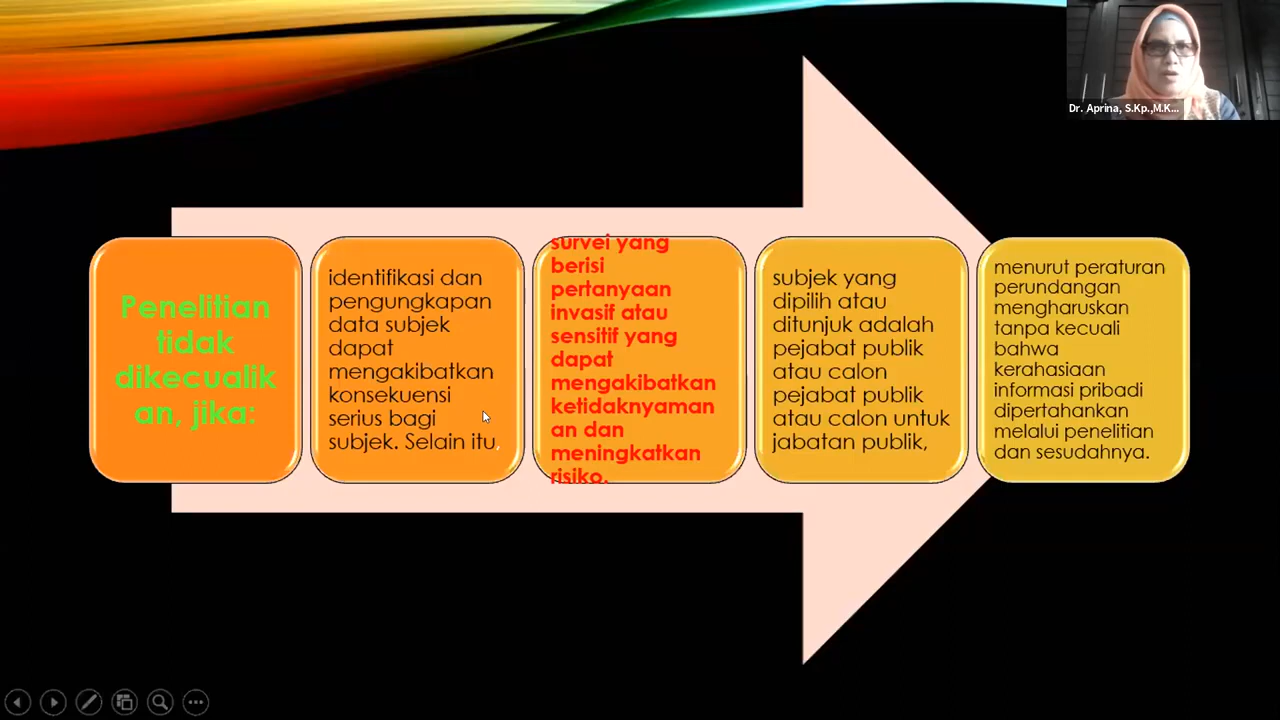 Dr. Aprina, S.Kp.,M.K...
Penelitian
tidak
dikecualik
an, jika:
identifikasi dan
pengungkapan
data subjek
dapat
mengakibatkan
konsekuensi
serius bagi
subjek. Selain itu,
survei yang
berisi
pertanyaan
invasif atau
sensitif yang
dapat
mengakibatkan
ketidaknyaman
an dan
meningkatkan
risiko.
subjek yang
dipilih atau
ditunjuk adalah
pejabat publik
atau calon
pejabat publik
atau calon untuk
jabatan publik,
menurut peraturan
perundangan
mengharuskan
tanpa kecuali
bahwa
kerahasiaan
informasi pribadi
dipertahankan
melalui penelitian
dan sesudahnya.